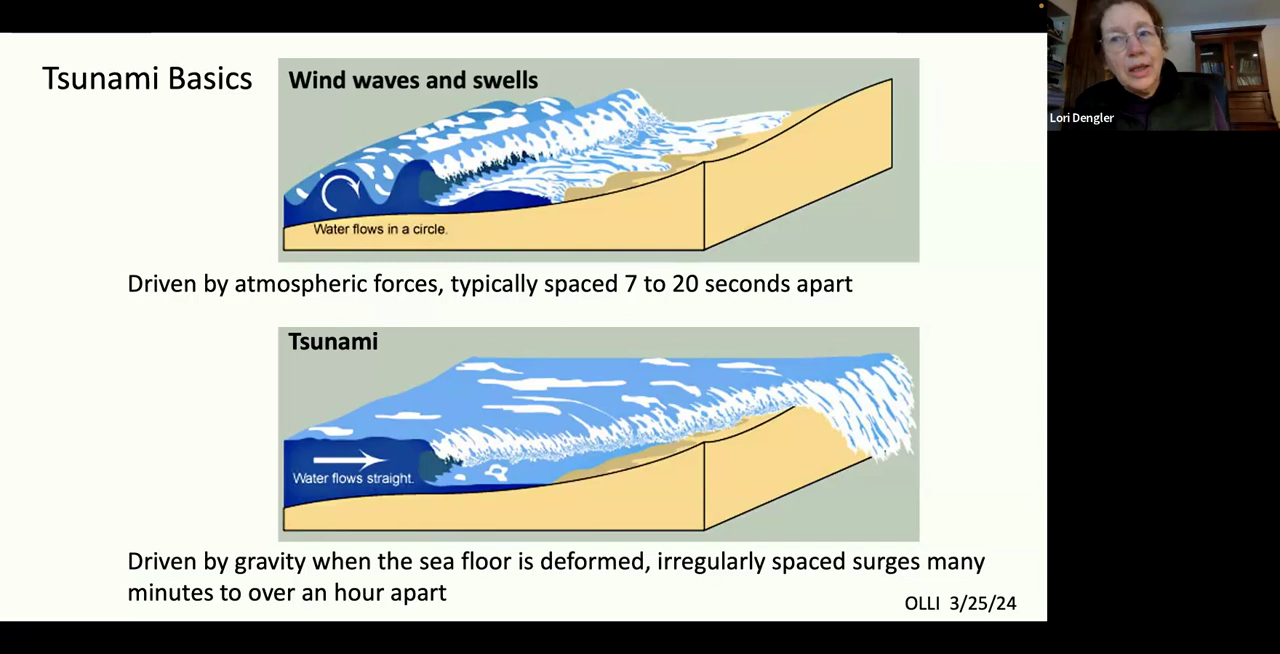 Tsunami Basics
Wind waves and swells
Water flows in a circle.
Driven by atmospheric forces, typically spaced 7 to 20 seconds apart
Tsunami
Water flows straight.
Driven by gravity when the sea floor is deformed, irregularly spaced surges many
minutes to over an hour apart
OLLI 3/25/24
Lori Dengler